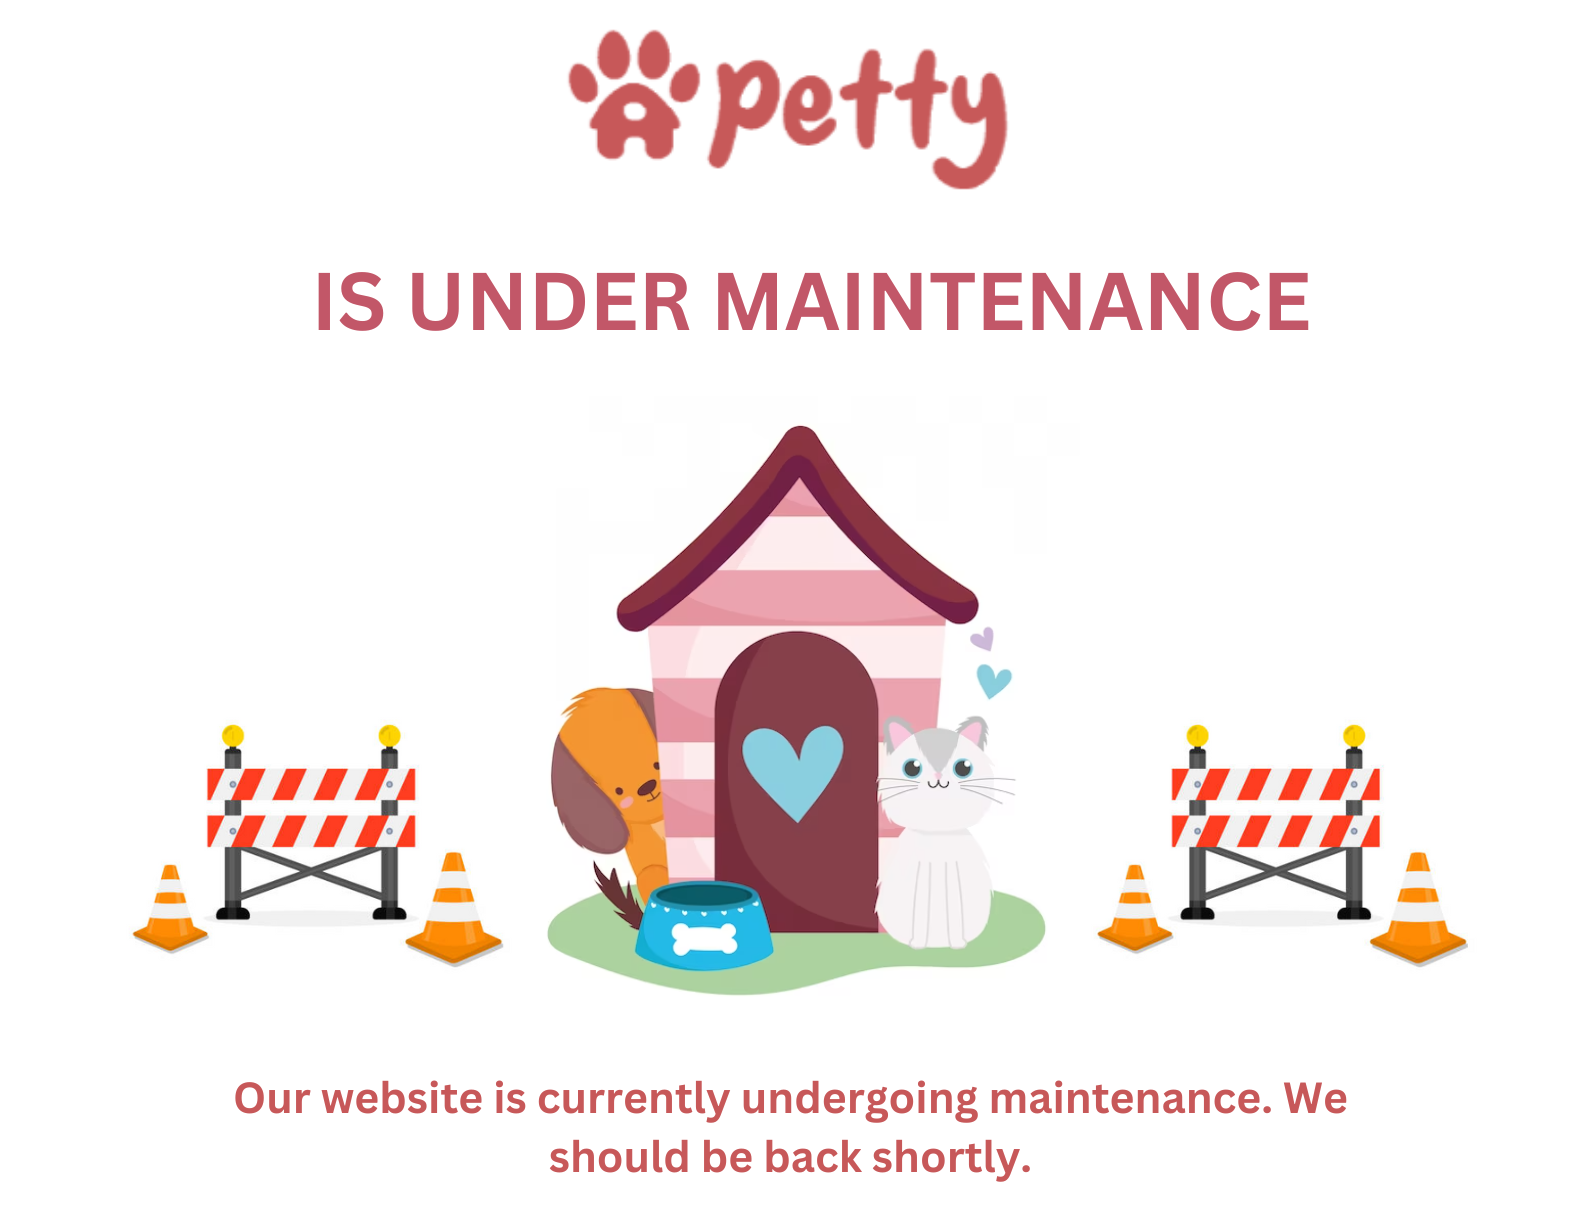 petty
IS UNDER MAINTENANCE
Our website is currently undergoing maintenance. We
should be back shortly.